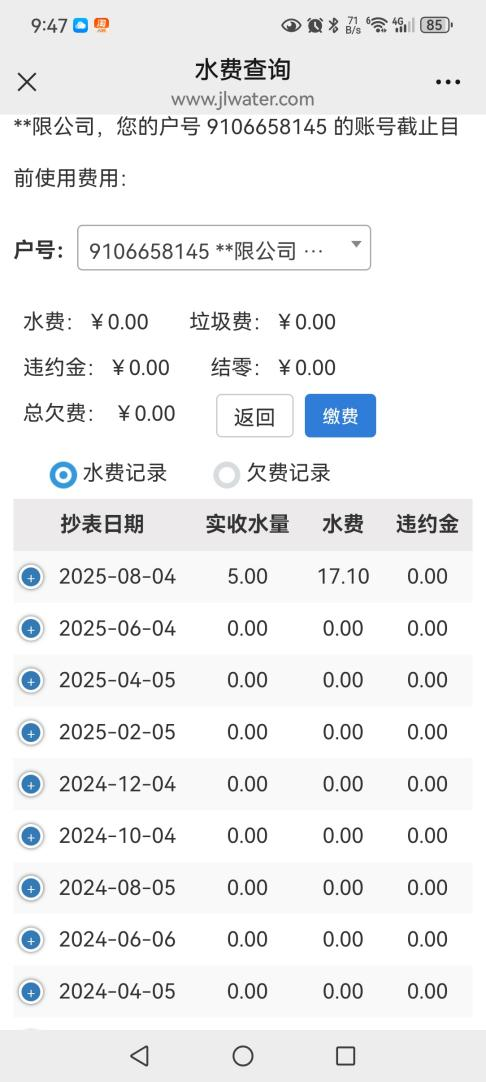 9:47 淘 71 B/s 6 4G 85
水费查询
www.jlwater.com
**限公司，您的户号 9106658145 的账号截止目
前使用费用：
户号： 9106658145 **限公司 ···
水费： ￥0.00 垃圾费： ￥0.00
违约金： ￥0.00 结零： ￥0.00
总欠费： ￥0.00 返回 缴费
水费记录 欠费记录
抄表日期 实收水量 水费 违约金
2025-08-04 5.00 17.10 0.00
2025-06-04 0.00 0.00 0.00
2025-04-05 0.00 0.00 0.00
2025-02-05 0.00 0.00 0.00
2024-12-04 0.00 0.00 0.00
2024-10-04 0.00 0.00 0.00
2024-08-05 0.00 0.00 0.00
2024-06-06 0.00 0.00 0.00
2024-04-05 0.00 0.00 0.00